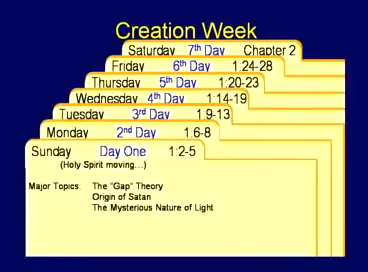 Creation Week
Saturday 7th Day Chapter 2
Friday 6th Day 1.24-28
Thursday 5th Day 1:20-23
Wednesday 4th Day 1:14-19
Tuesday 3rd Day 1.9-13
Monday 2nd Day 1:6-8
Sunday Day One 1:2-5
(Holy Spirit moving...)
Major Topics: The "Gap" Theory
Origin of Satan
The Mysterious Nature of Light